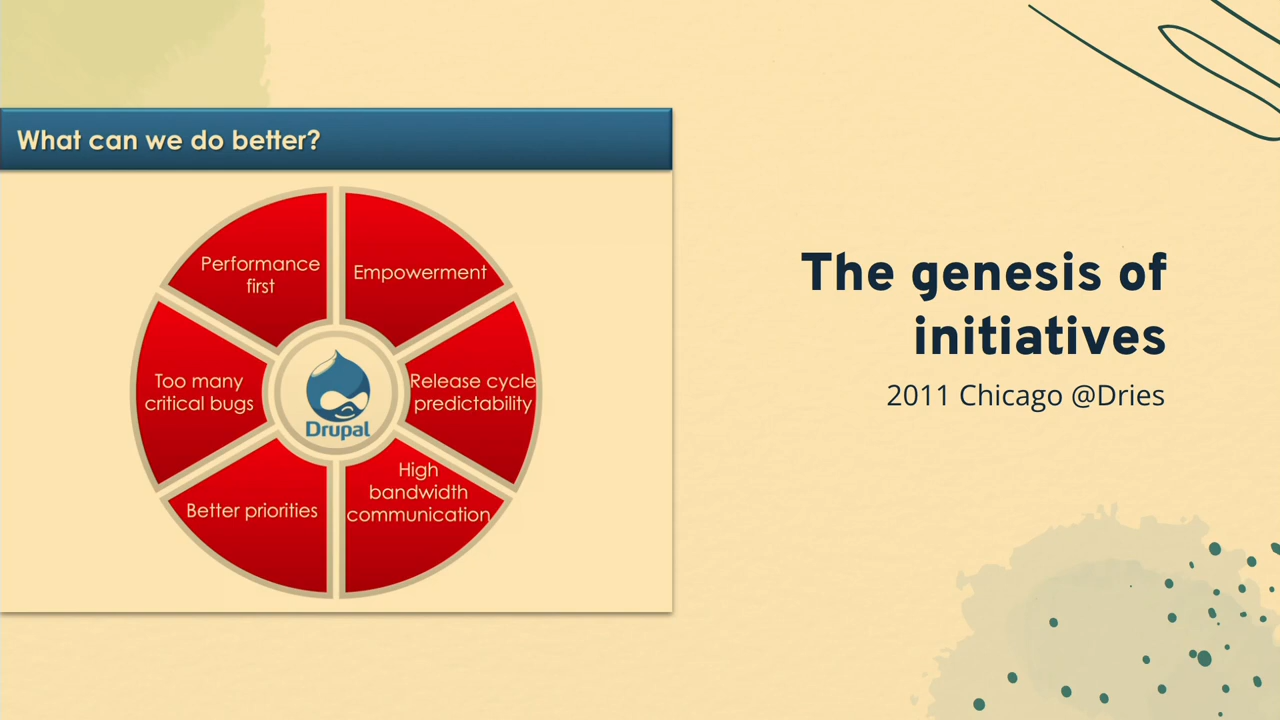 What can we do better?
Performance
first
Empowerment
Too many
critical bugs
Release cycle
predictability
Drupal
Better priorities
High
bandwidth
communication
The genesis of
initiatives
2011 Chicago @Dries